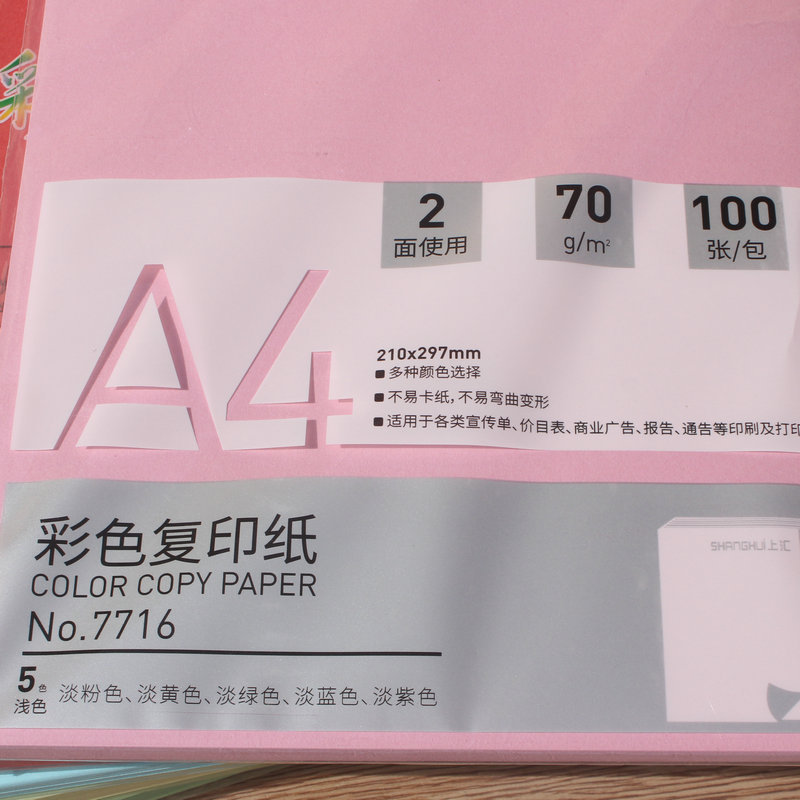 彩
2
面使用
70
g/m²
100
张/包
A4
210x297mm
■多种颜色选择
■不易卡纸,不易弯曲变形
■适用于各类宣传单、价目表、商业广告、报告、通告等印刷及打印
彩色复印纸
COLOR COPY PAPER
No.7716
SHANGHUI上汇
5色
浅色
淡粉色、淡黄色、淡绿色、淡蓝色、淡紫色